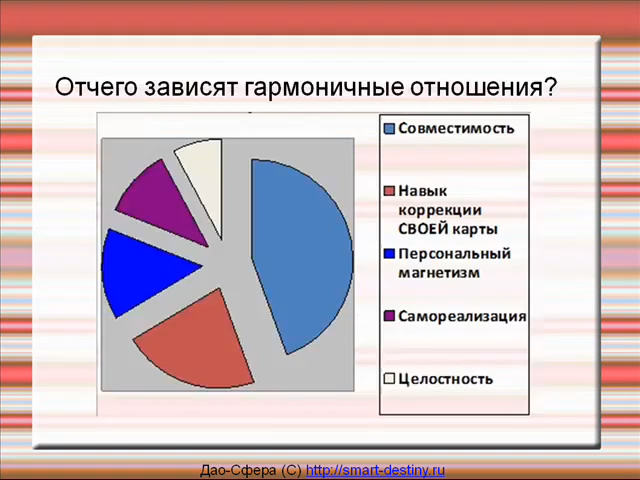 Отчего зависят гармоничные отношения?
Совместимость
Навык
коррекции
СВОЕЙ карты
Персональный
магнетизм
Самореализация
Целостность
Дао-Сфера (С) http://smart-destiny.ru